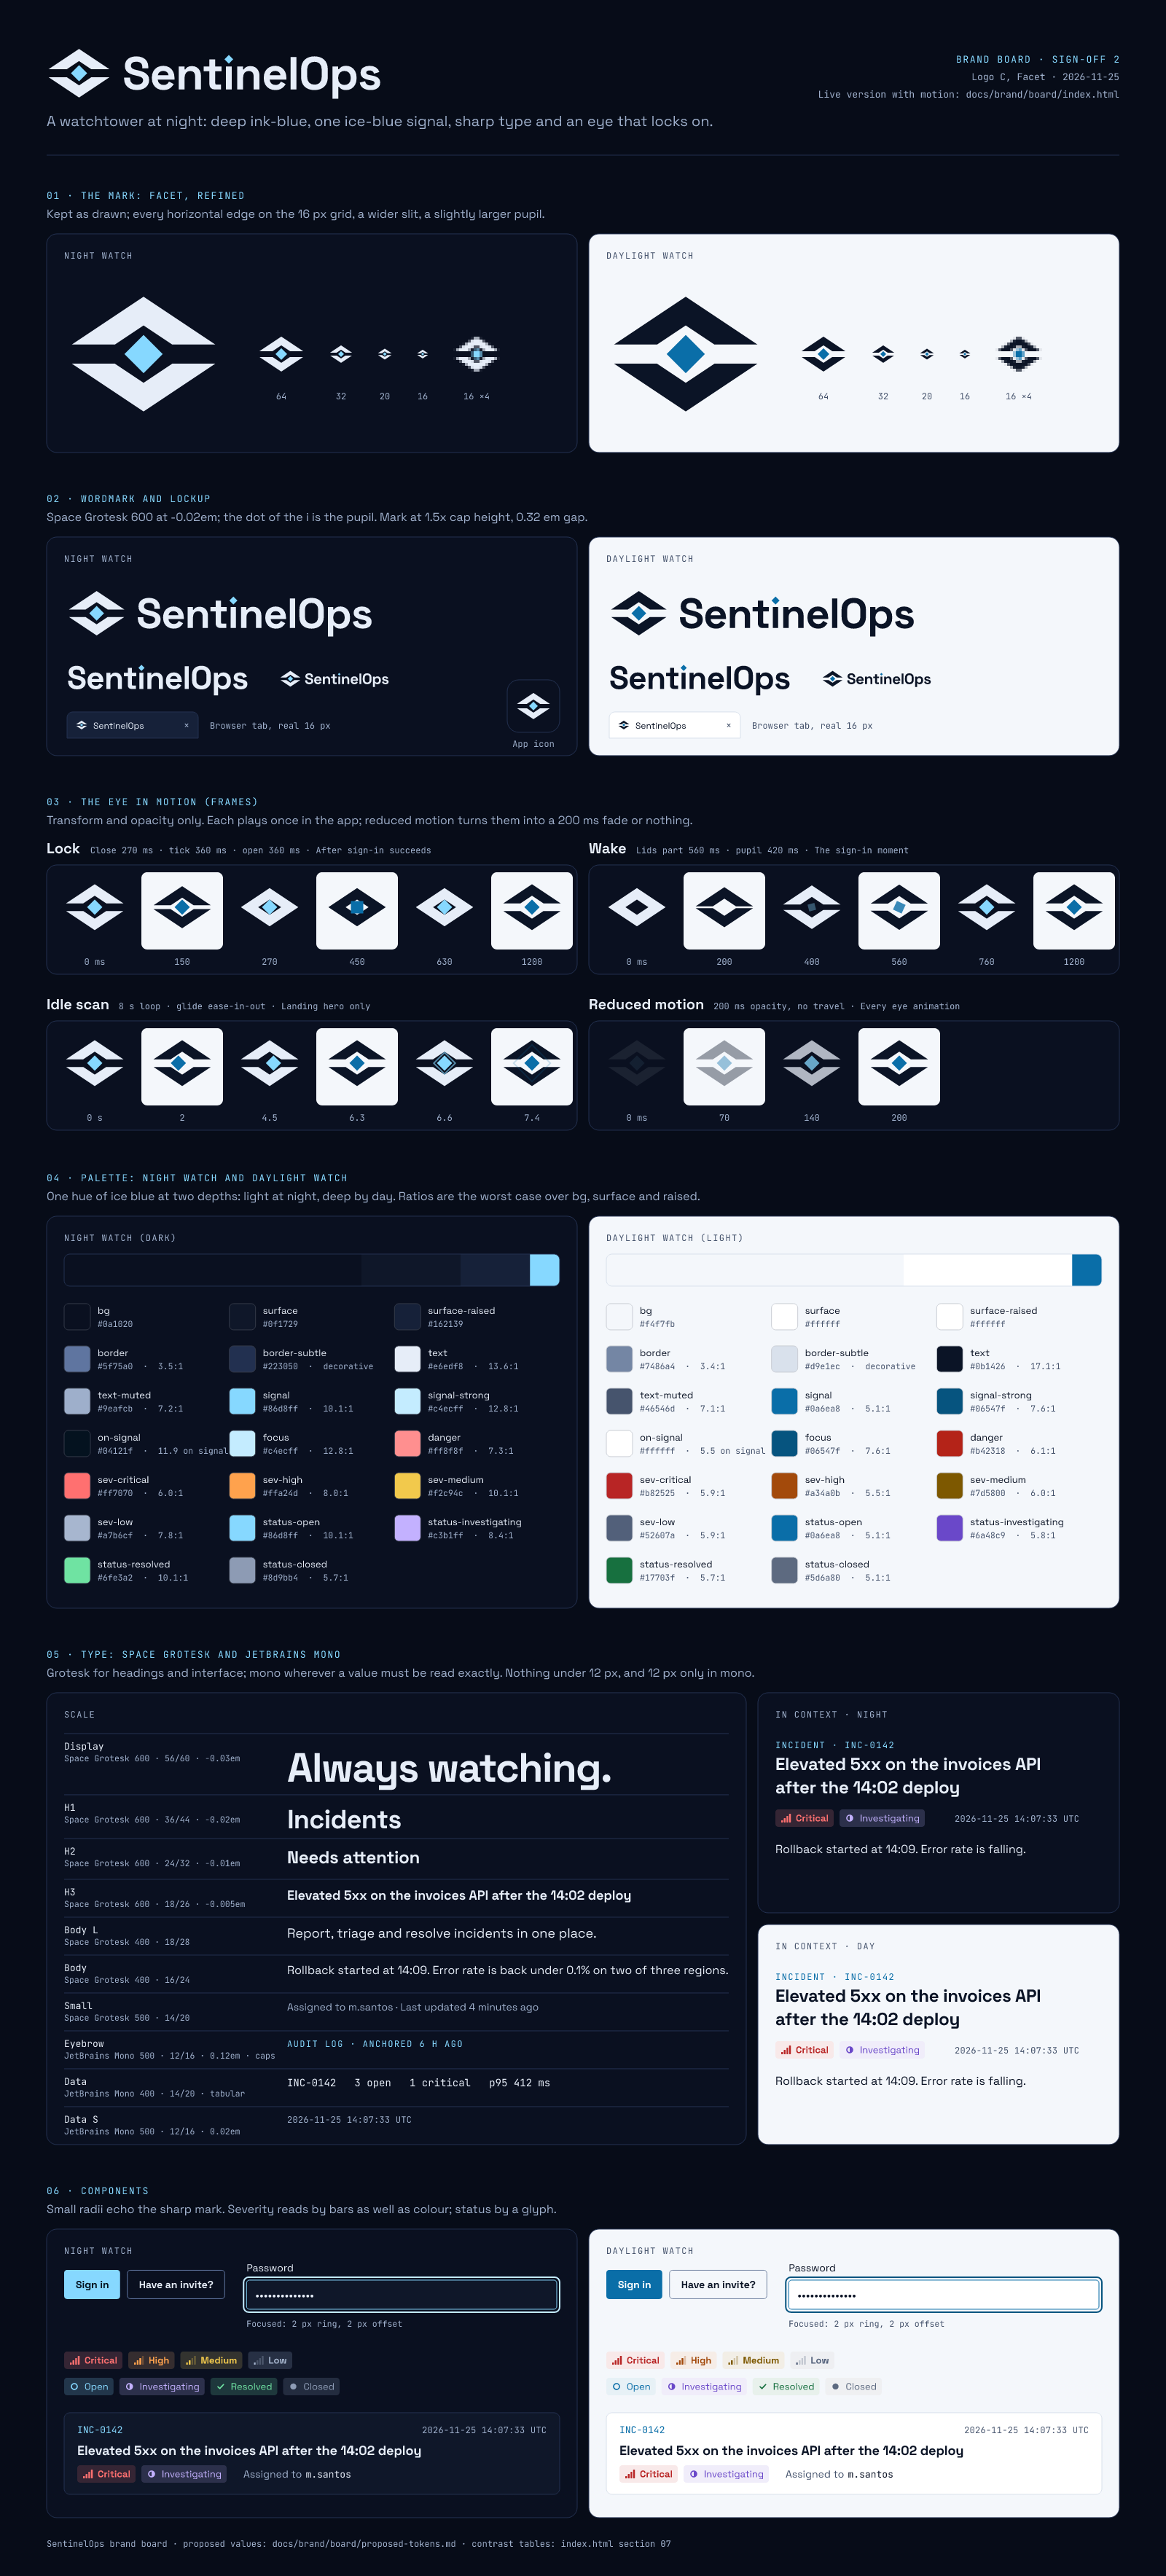 SentinelOps
BRAND BOARD · SIGN-OFF 2
Logo C, Facet · 2026-11-25
Live version with motion: docs/brand/board/index.html
A watchtower at night: deep ink-blue, one ice-blue signal, sharp type and an eye that locks on.
01 · THE MARK: FACET, REFINED
Kept as drawn; every horizontal edge on the 16 px grid, a wider slit, a slightly larger pupil.
NIGHT WATCH
64 32 20 16 16 ×4
DAYLIGHT WATCH
64 32 20 16 16 ×4
02 · WORDMARK AND LOCKUP
Space Grotesk 600 at -0.02em; the dot of the i is the pupil. Mark at 1.5x cap height, 0.32 em gap.
NIGHT WATCH
SentinelOps
SentinelOps SentinelOps
SentinelOps × Browser tab, real 16 px
App icon
DAYLIGHT WATCH
SentinelOps
SentinelOps SentinelOps
SentinelOps × Browser tab, real 16 px
03 · THE EYE IN MOTION (FRAMES)
Transform and opacity only. Each plays once in the app; reduced motion turns them into a 200 ms fade or nothing.
Lock Close 270 ms · tick 360 ms · open 360 ms · After sign-in succeeds
0 ms 150 270 450 630 1200
Wake Lids part 560 ms · pupil 420 ms · The sign-in moment
0 ms 200 400 560 760 1200
Idle scan 8 s loop · glide ease-in-out · Landing hero only
0 s 2 4.5 6.3 6.6 7.4
Reduced motion 200 ms opacity, no travel · Every eye animation
0 ms 70 140 200
04 · PALETTE: NIGHT WATCH AND DAYLIGHT WATCH
One hue of ice blue at two depths: light at night, deep by day. Ratios are the worst case over bg, surface and raised.
NIGHT WATCH (DARK)
bg surface surface-raised
#0a1020 #0f1729 #162139
border border-subtle text
#5f75a0 · 3.5:1 #223050 · decorative #e6edf8 · 13.6:1
text-muted signal signal-strong
#9eafcb · 7.2:1 #86d8ff · 10.1:1 #c4ecff · 12.8:1
on-signal focus danger
#04121f · 11.9 on signal #c4ecff · 12.8:1 #ff8f8f · 7.3:1
sev-critical sev-high sev-medium
#ff7070 · 6.0:1 #ffa24d · 8.0:1 #f2c94c · 10.1:1
sev-low status-open status-investigating
#a7b6cf · 7.8:1 #86d8ff · 10.1:1 #c3b1ff · 8.4:1
status-resolved status-closed
#6fe3a2 · 10.1:1 #8d9bb4 · 5.7:1
DAYLIGHT WATCH (LIGHT)
bg surface surface-raised
#f4f7fb #ffffff #ffffff
border border-subtle text
#7486a4 · 3.4:1 #d9e1ec · decorative #0b1426 · 17.1:1
text-muted signal signal-strong
#46546d · 7.1:1 #0a6ea8 · 5.1:1 #06547f · 7.6:1
on-signal focus danger
#ffffff · 5.5 on signal #06547f · 7.6:1 #b42318 · 6.1:1
sev-critical sev-high sev-medium
#b82525 · 5.9:1 #a34a0b · 5.5:1 #7d5800 · 6.0:1
sev-low status-open status-investigating
#52607a · 5.9:1 #0a6ea8 · 5.1:1 #6a48c9 · 5.8:1
status-resolved status-closed
#17703f · 5.7:1 #5d6a80 · 5.1:1
05 · TYPE: SPACE GROTESK AND JETBRAINS MONO
Grotesk for headings and interface; mono wherever a value must be read exactly. Nothing under 12 px, and 12 px only in mono.
SCALE
Display
Space Grotesk 600 · 56/60 · -0.03em
Always watching.
H1
Space Grotesk 600 · 36/44 · -0.02em
Incidents
H2
Space Grotesk 600 · 24/32 · -0.01em
Needs attention
H3
Space Grotesk 600 · 18/26 · -0.005em
Elevated 5xx on the invoices API after the 14:02 deploy
Body L
Space Grotesk 400 · 18/28
Report, triage and resolve incidents in one place.
Body
Space Grotesk 400 · 16/24
Rollback started at 14:09. Error rate is back under 0.1% on two of three regions.
Small
Space Grotesk 500 · 14/20
Assigned to m.santos · Last updated 4 minutes ago
Eyebrow
JetBrains Mono 500 · 12/16 · 0.12em · caps
AUDIT LOG · ANCHORED 6 H AGO
Data
JetBrains Mono 400 · 14/20 · tabular
INC-0142 3 open 1 critical p95 412 ms
Data S
JetBrains Mono 500 · 12/16 · 0.02em
2026-11-25 14:07:33 UTC
IN CONTEXT · NIGHT
INCIDENT · INC-0142
Elevated 5xx on the invoices API
after the 14:02 deploy
Critical Investigating 2026-11-25 14:07:33 UTC
Rollback started at 14:09. Error rate is falling.
IN CONTEXT · DAY
INCIDENT · INC-0142
Elevated 5xx on the invoices API
after the 14:02 deploy
Critical Investigating 2026-11-25 14:07:33 UTC
Rollback started at 14:09. Error rate is falling.
06 · COMPONENTS
Small radii echo the sharp mark. Severity reads by bars as well as colour; status by a glyph.
NIGHT WATCH
Password
Sign in Have an invite? ••••••••••••••
Focused: 2 px ring, 2 px offset
Critical High Medium Low
Open Investigating Resolved Closed
INC-0142 2026-11-25 14:07:33 UTC
Elevated 5xx on the invoices API after the 14:02 deploy
Critical Investigating Assigned to m.santos
DAYLIGHT WATCH
Password
Sign in Have an invite? ••••••••••••••
Focused: 2 px ring, 2 px offset
Critical High Medium Low
Open Investigating Resolved Closed
INC-0142 2026-11-25 14:07:33 UTC
Elevated 5xx on the invoices API after the 14:02 deploy
Critical Investigating Assigned to m.santos
SentinelOps brand board · proposed values: docs/brand/board/proposed-tokens.md · contrast tables: index.html section 07